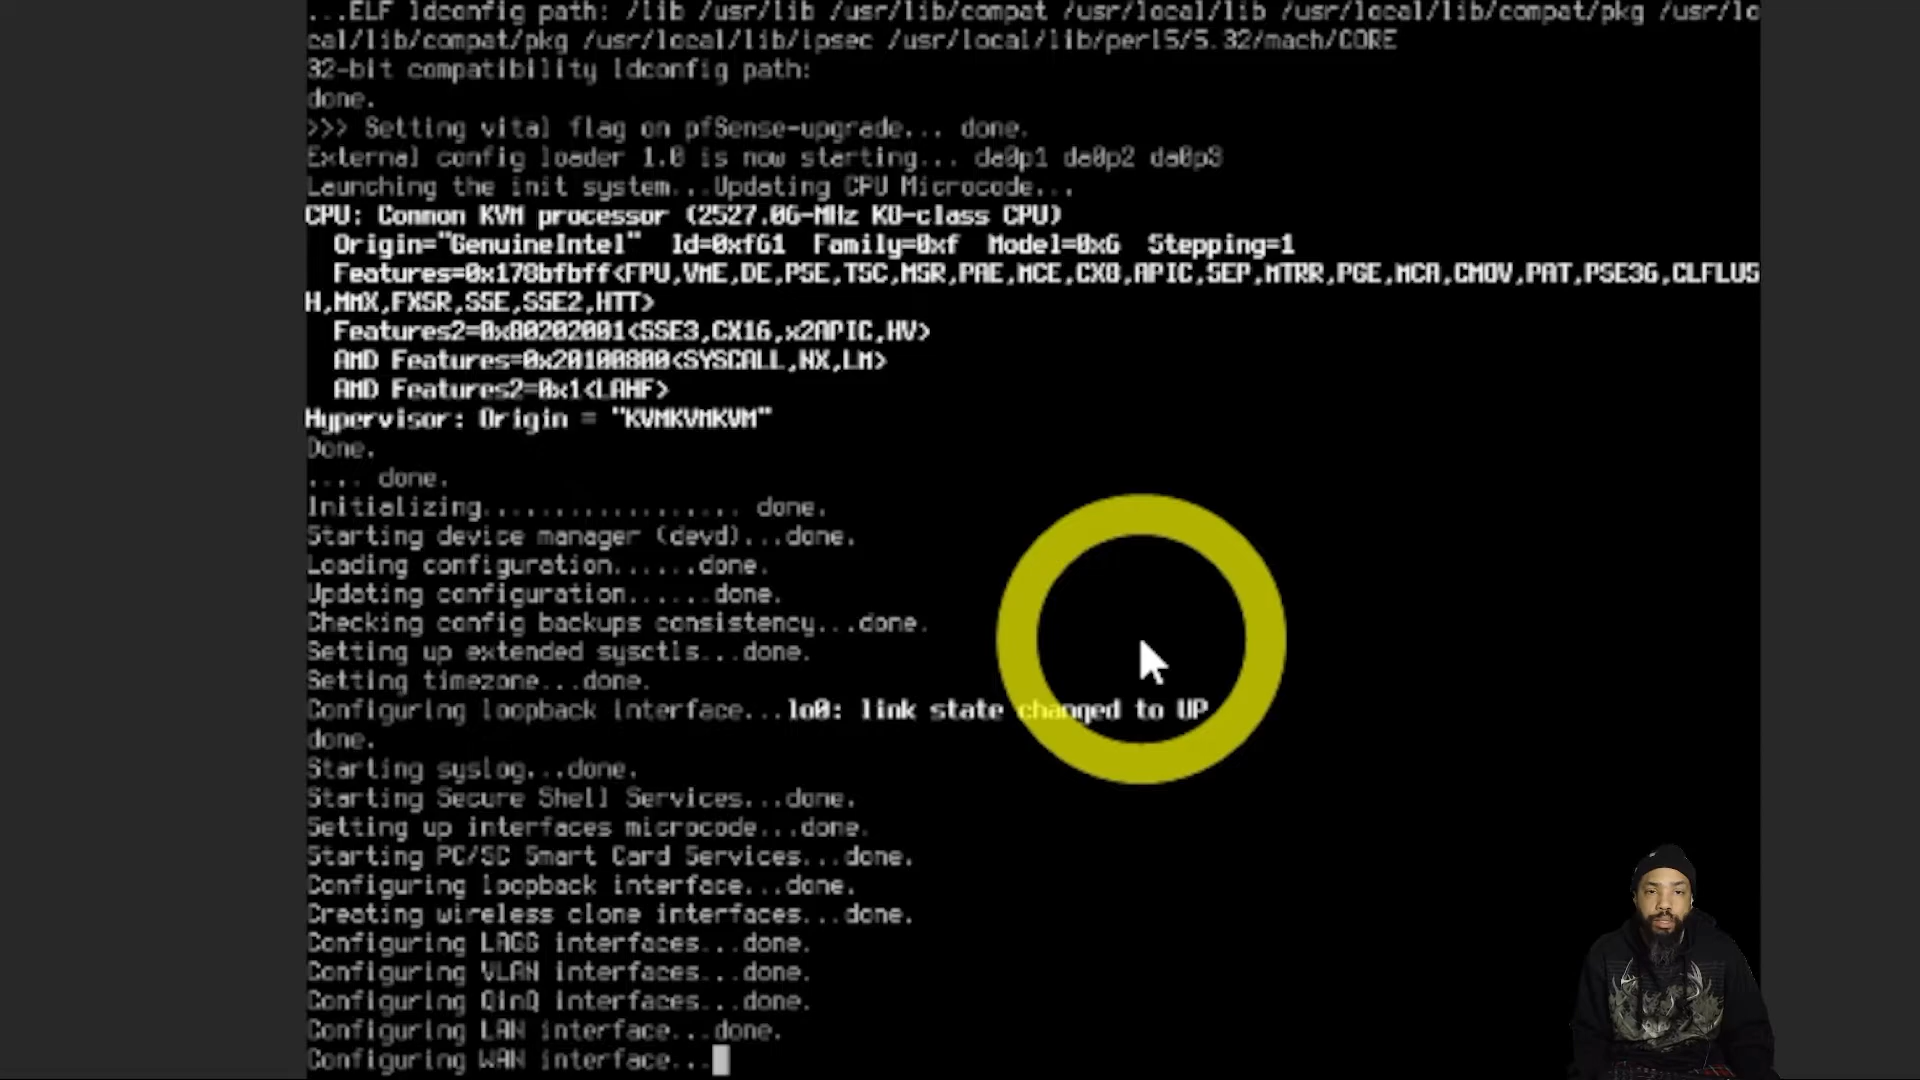 ...ELF ldconfig path: /lib /usr/lib /usr/lib/compat /usr/local/lib /usr/local/lib/compat/pkg /usr/lo
cal/lib/compat/pkg /usr/local/lib/ipsec /usr/local/lib/perl5/5.32/mach/CORE
32-bit compatibility ldconfig path:
done.
>>> Setting vital flag on pfSense-upgrade... done.
External config loader 1.0 is now starting... da0p1 da0p2 da0p3
Launching the init system...Updating CPU Microcode...
CPU: Common KVM processor (2527.06-MHz K8-class CPU)
Origin="GenuineIntel" Id=0xf61 Family=0xf Model=0x6 Stepping=1
Features=0x178bfbff<FPU,VME,DE,PSE,TSC,MSR,PAE,MCE,CX8,APIC,SEP,MTRR,PGE,MCA,CMOV,PAT,PSE36,CLFLUS
H,MMX,FXSR,SSE,SSE2,HTT>
Features2=0x80202001<SSE3,CX16,x2APIC,HV>
AMD Features=0x20100800<SYSCALL,NX,LM>
AMD Features2=0x1<LAHF>
Hypervisor: Origin = "KVMKVMKVM"
Done.
.... done.
Initializing.................. done.
Starting device manager (devd)...done.
Loading configuration......done.
Updating configuration......done.
Checking config backups consistency...done.
Setting up extended sysctls...done.
Setting timezone...done.
Configuring loopback interface...lo0: link state changed to UP
done.
Starting syslog...done.
Starting Secure Shell Services...done.
Setting up interfaces microcode...done.
Starting PC/SC Smart Card Services...done.
Configuring loopback interface...done.
Creating wireless clone interfaces...done.
Configuring LAGG interfaces...done.
Configuring VLAN interfaces...done.
Configuring QinQ interfaces...done.
Configuring LAN interface...done.
Configuring WAN interface...